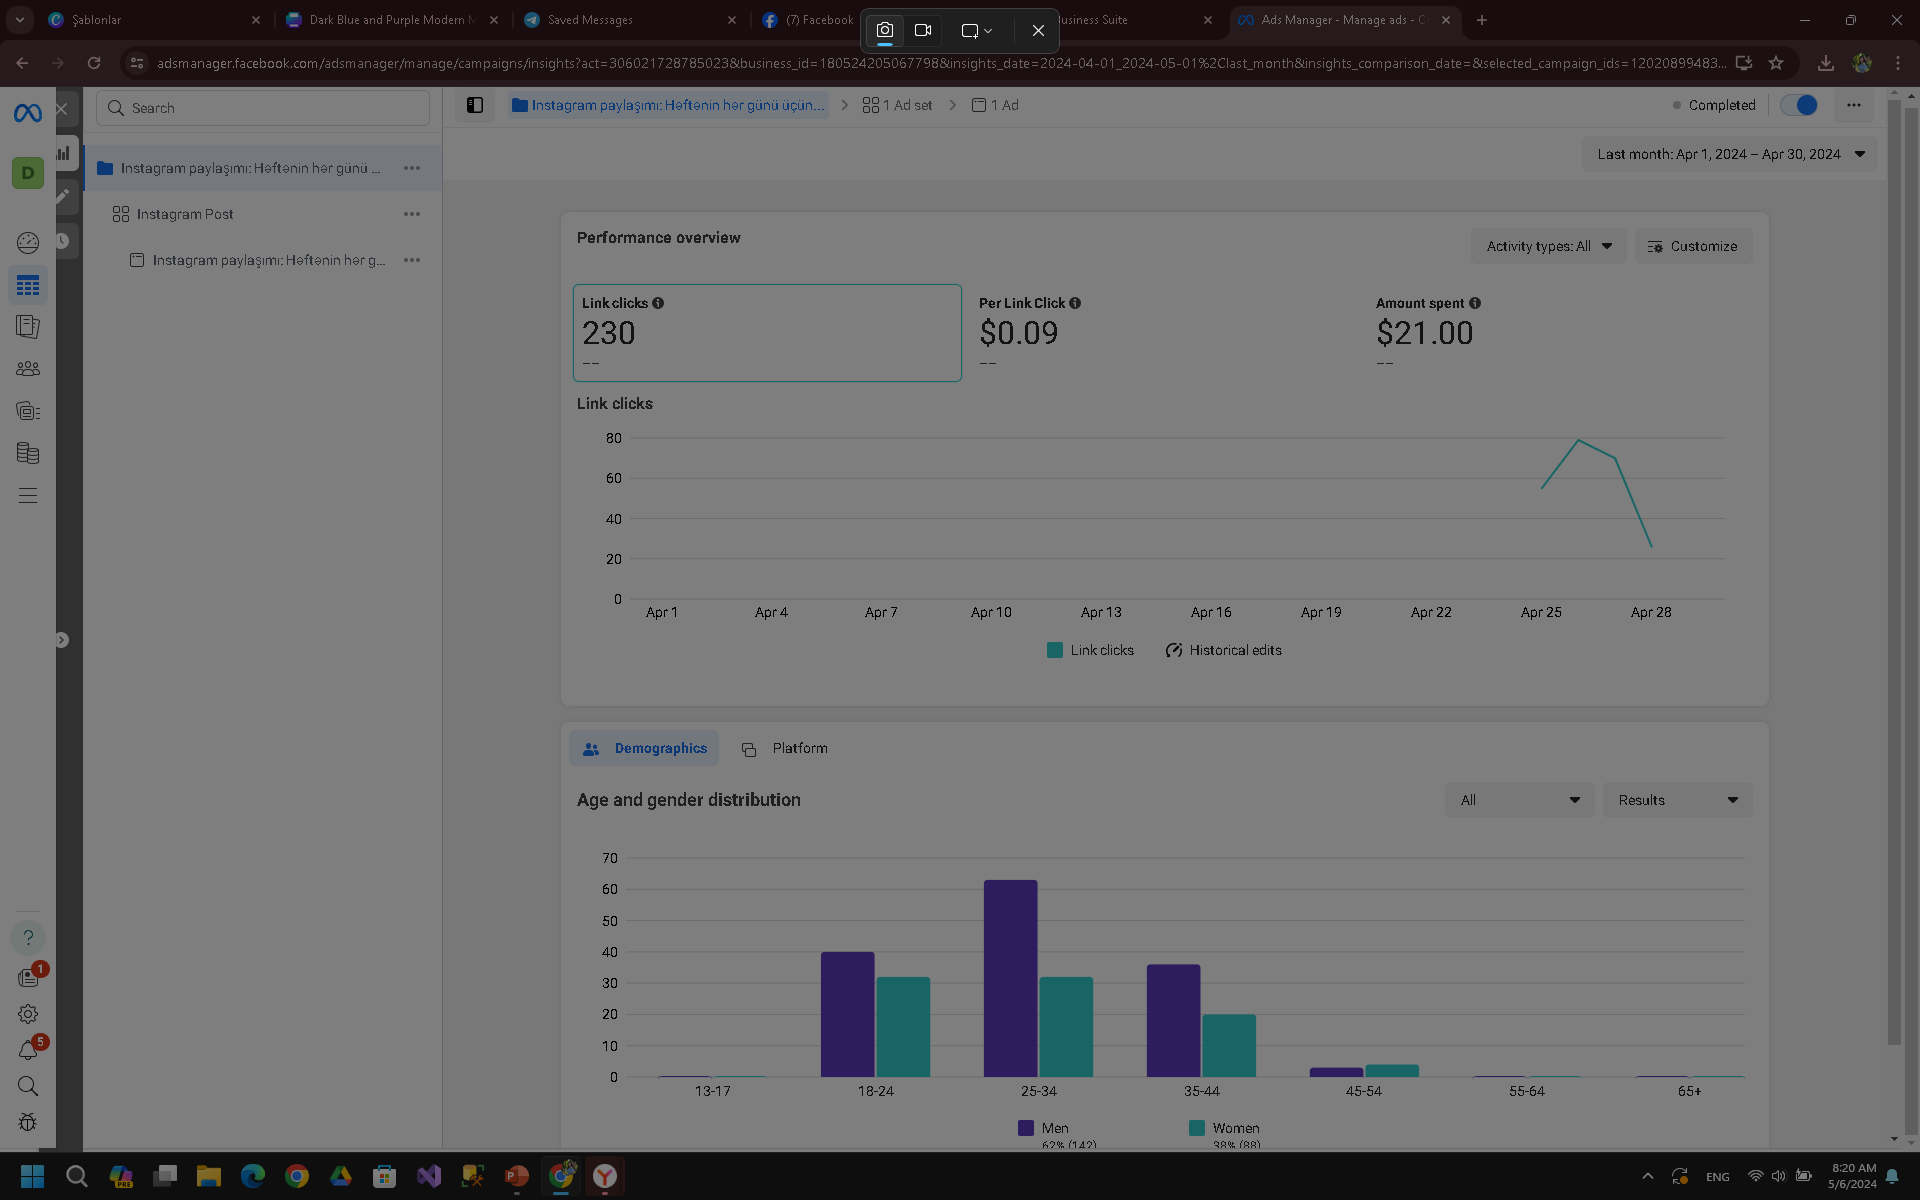 Şablonlar
Dark Blue and Purple Modern
Saved Messages
(7) Facebook
Business Suite
Ads Manager - Manage ads - C
adsmanager.facebook.com/adsmanager/manage/campaigns/insights?act=306021728785023&business_id=180524205067798&insights_date=2024-04-01_2024-05-01%2Clast_month&insights_comparison_date=&selected_campaign_ids=12020899483...
Search
Instagram paylaşımı: Həftənin hər günü üçün...
1 Ad set
1 Ad
Completed
Last month: Apr 1, 2024 – Apr 30, 2024
D
Instagram paylaşımı: Həftənin hər günü ...
Instagram Post
Instagram paylaşımı: Həftənin hər g...
Performance overview
Activity types: All
Customize
Link clicks
230
--
Per Link Click
$0.09
--
Amount spent
$21.00
--
Link clicks
80
60
40
20
0
Apr 1
Apr 4
Apr 7
Apr 10
Apr 13
Apr 16
Apr 19
Apr 22
Apr 25
Apr 28
Link clicks
Historical edits
Demographics
Platform
Age and gender distribution
All
Results
70
60
50
40
30
20
10
0
13-17
18-24
25-34
35-44
45-54
55-64
65+
Men
62% (142)
Women
38% (88)
?
1
5
PRE
ENG
8:20 AM
5/6/2024